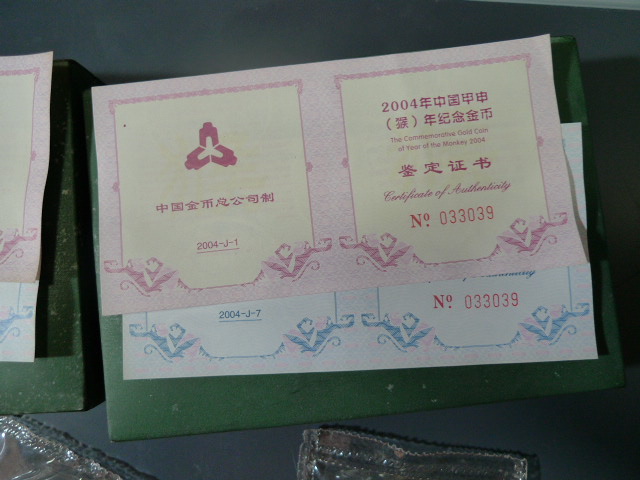 中国金币总公司制
2004-J-1
2004年中国甲申
（猴）年纪念金币
The Commemorative Gold Coin
of Year of the Monkey 2004
鉴定证书
Certificate of Authenticity
Nº 033039
2004-J-7
Nº 033039